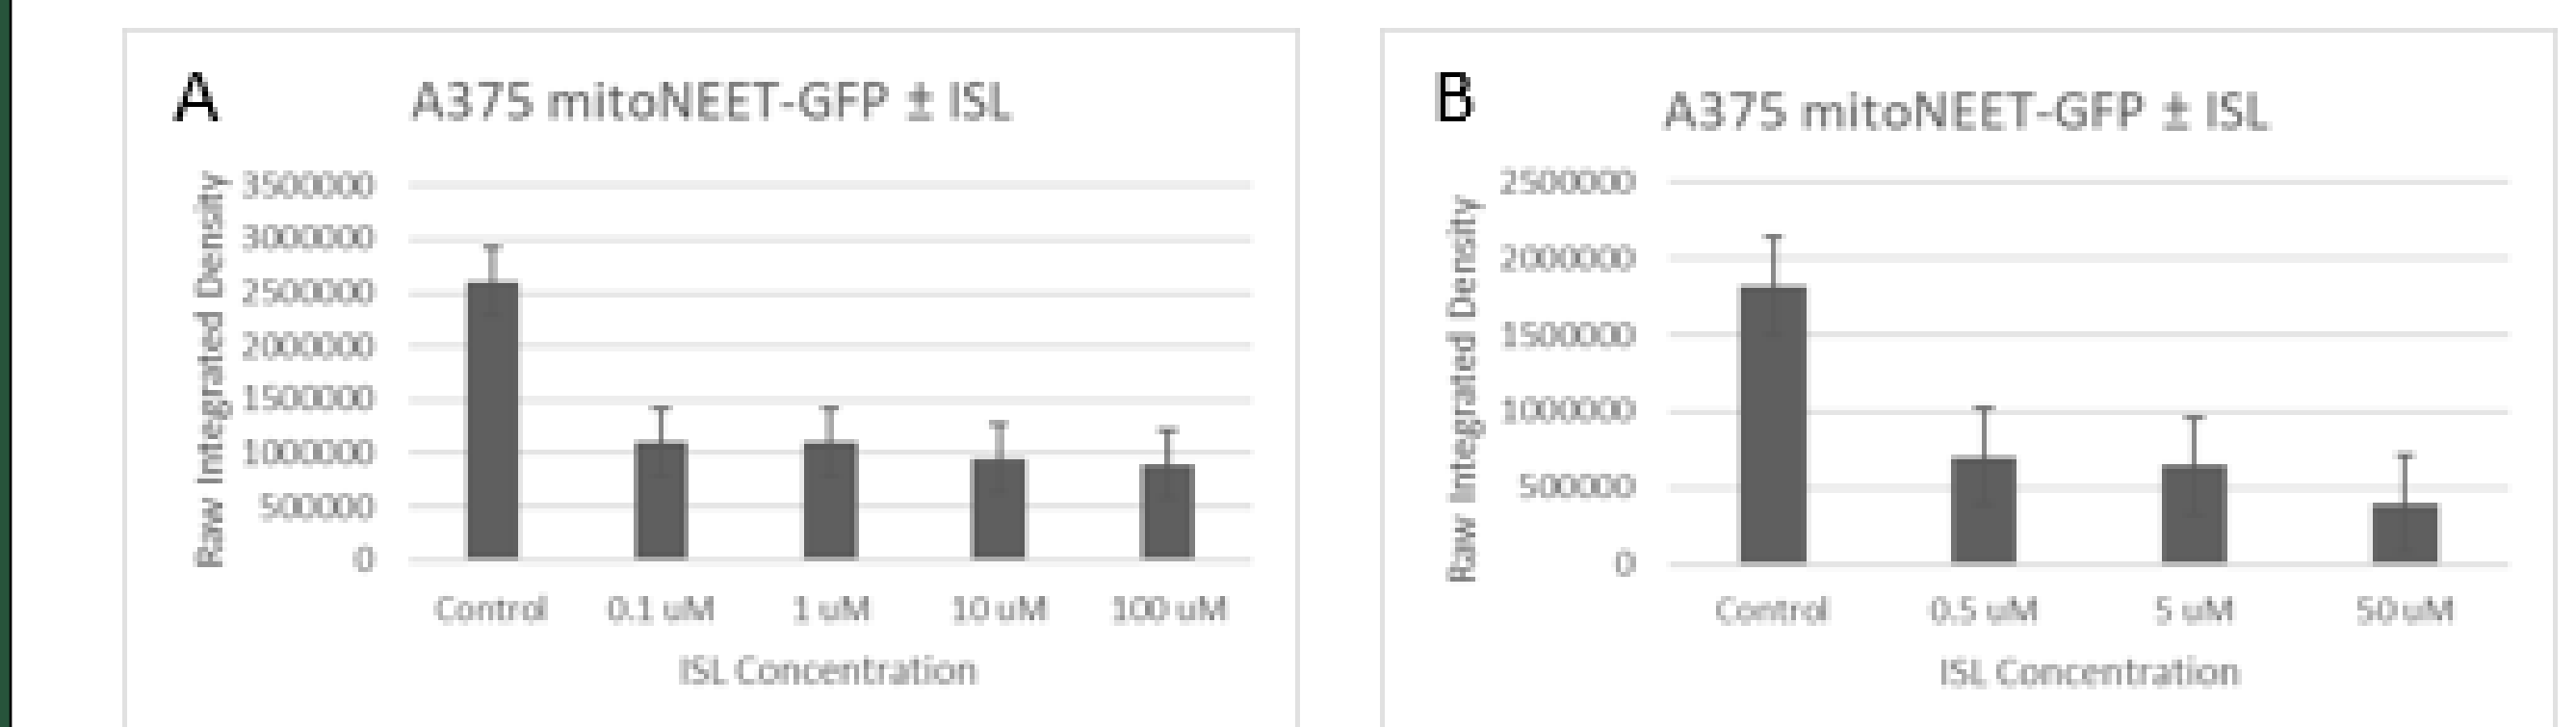 A
A375 mitoNEET-GFP ± ISL
Raw Integrated Density
3500000
3000000
2500000
2000000
1500000
1000000
500000
0
Control 0.1 uM 1 uM 10 uM 100 uM
ISL Concentration
B
A375 mitoNEET-GFP ± ISL
Raw Integrated Density
2500000
2000000
1500000
1000000
500000
0
Control 0.5 uM 5 uM 50 uM
ISL Concentration